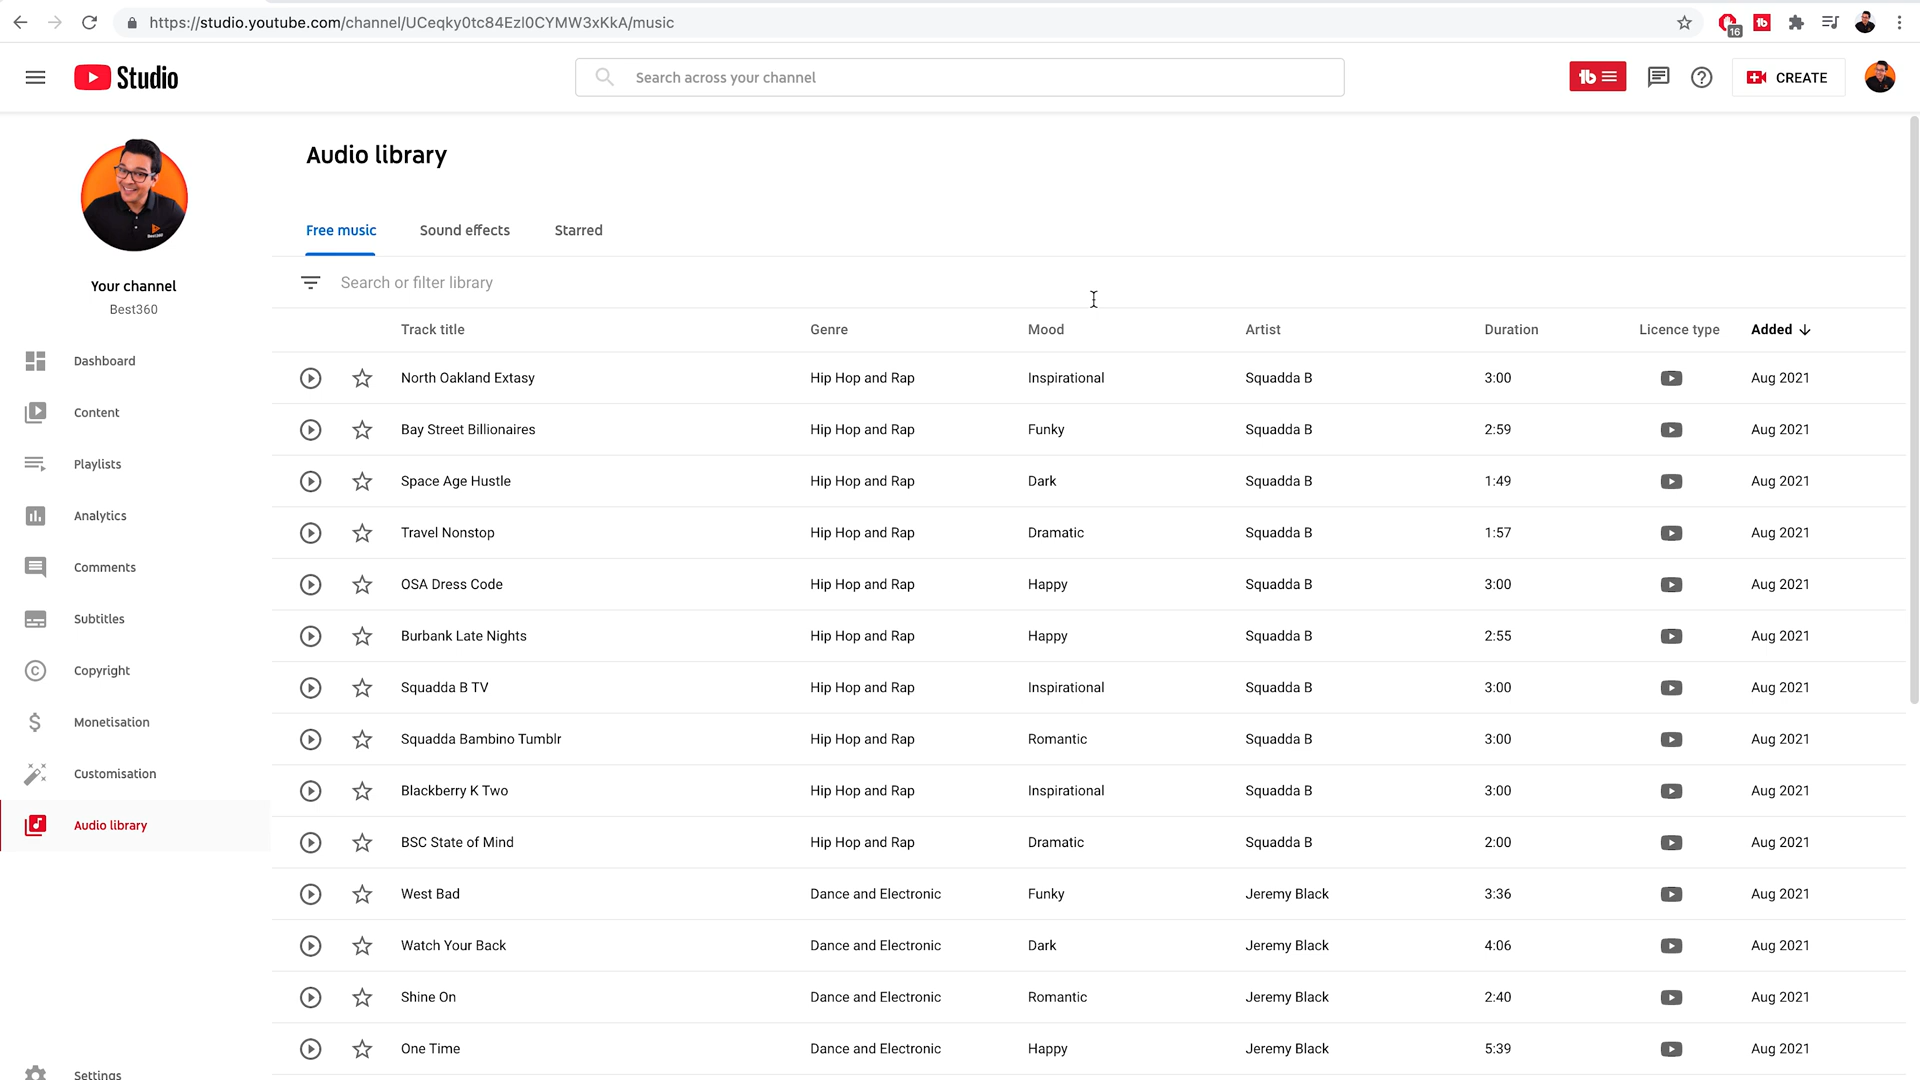 https://studio.youtube.com/channel/UCeqky0tc84Ezl0CYMW3xKkA/music
16
tb
Studio
Search across your channel
tb
CREATE
Best360
Your channel
Best360
Dashboard
Content
Playlists
Analytics
Comments
Subtitles
Copyright
Monetisation
Customisation
Audio library
Settings
Audio library
Free music Sound effects Starred
Search or filter library
Track title Genre Mood Artist Duration Licence type Added
North Oakland Extasy Hip Hop and Rap Inspirational Squadda B 3:00 Aug 2021
Bay Street Billionaires Hip Hop and Rap Funky Squadda B 2:59 Aug 2021
Space Age Hustle Hip Hop and Rap Dark Squadda B 1:49 Aug 2021
Travel Nonstop Hip Hop and Rap Dramatic Squadda B 1:57 Aug 2021
OSA Dress Code Hip Hop and Rap Happy Squadda B 3:00 Aug 2021
Burbank Late Nights Hip Hop and Rap Happy Squadda B 2:55 Aug 2021
Squadda B TV Hip Hop and Rap Inspirational Squadda B 3:00 Aug 2021
Squadda Bambino Tumblr Hip Hop and Rap Romantic Squadda B 3:00 Aug 2021
Blackberry K Two Hip Hop and Rap Inspirational Squadda B 3:00 Aug 2021
BSC State of Mind Hip Hop and Rap Dramatic Squadda B 2:00 Aug 2021
West Bad Dance and Electronic Funky Jeremy Black 3:36 Aug 2021
Watch Your Back Dance and Electronic Dark Jeremy Black 4:06 Aug 2021
Shine On Dance and Electronic Romantic Jeremy Black 2:40 Aug 2021
One Time Dance and Electronic Happy Jeremy Black 5:39 Aug 2021